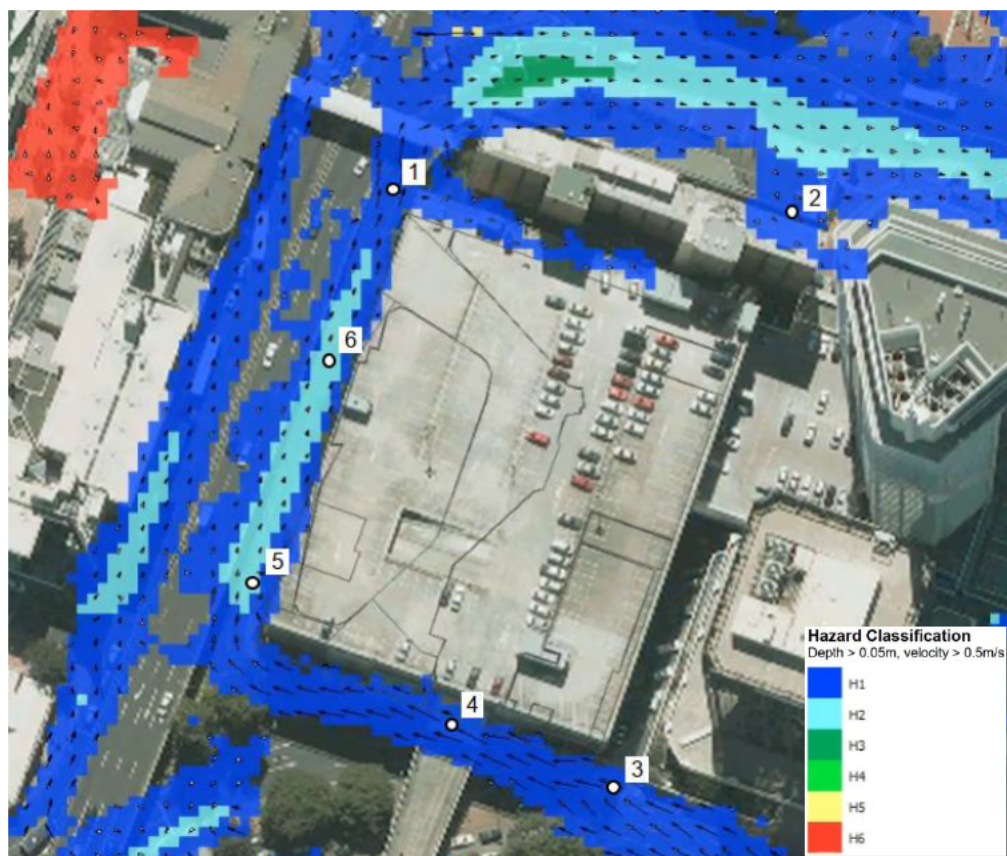 1
2
6
5
4
3
Hazard Classification
Depth > 0.05m, velocity > 0.5m/s
H1
H2
H3
H4
H5
H6